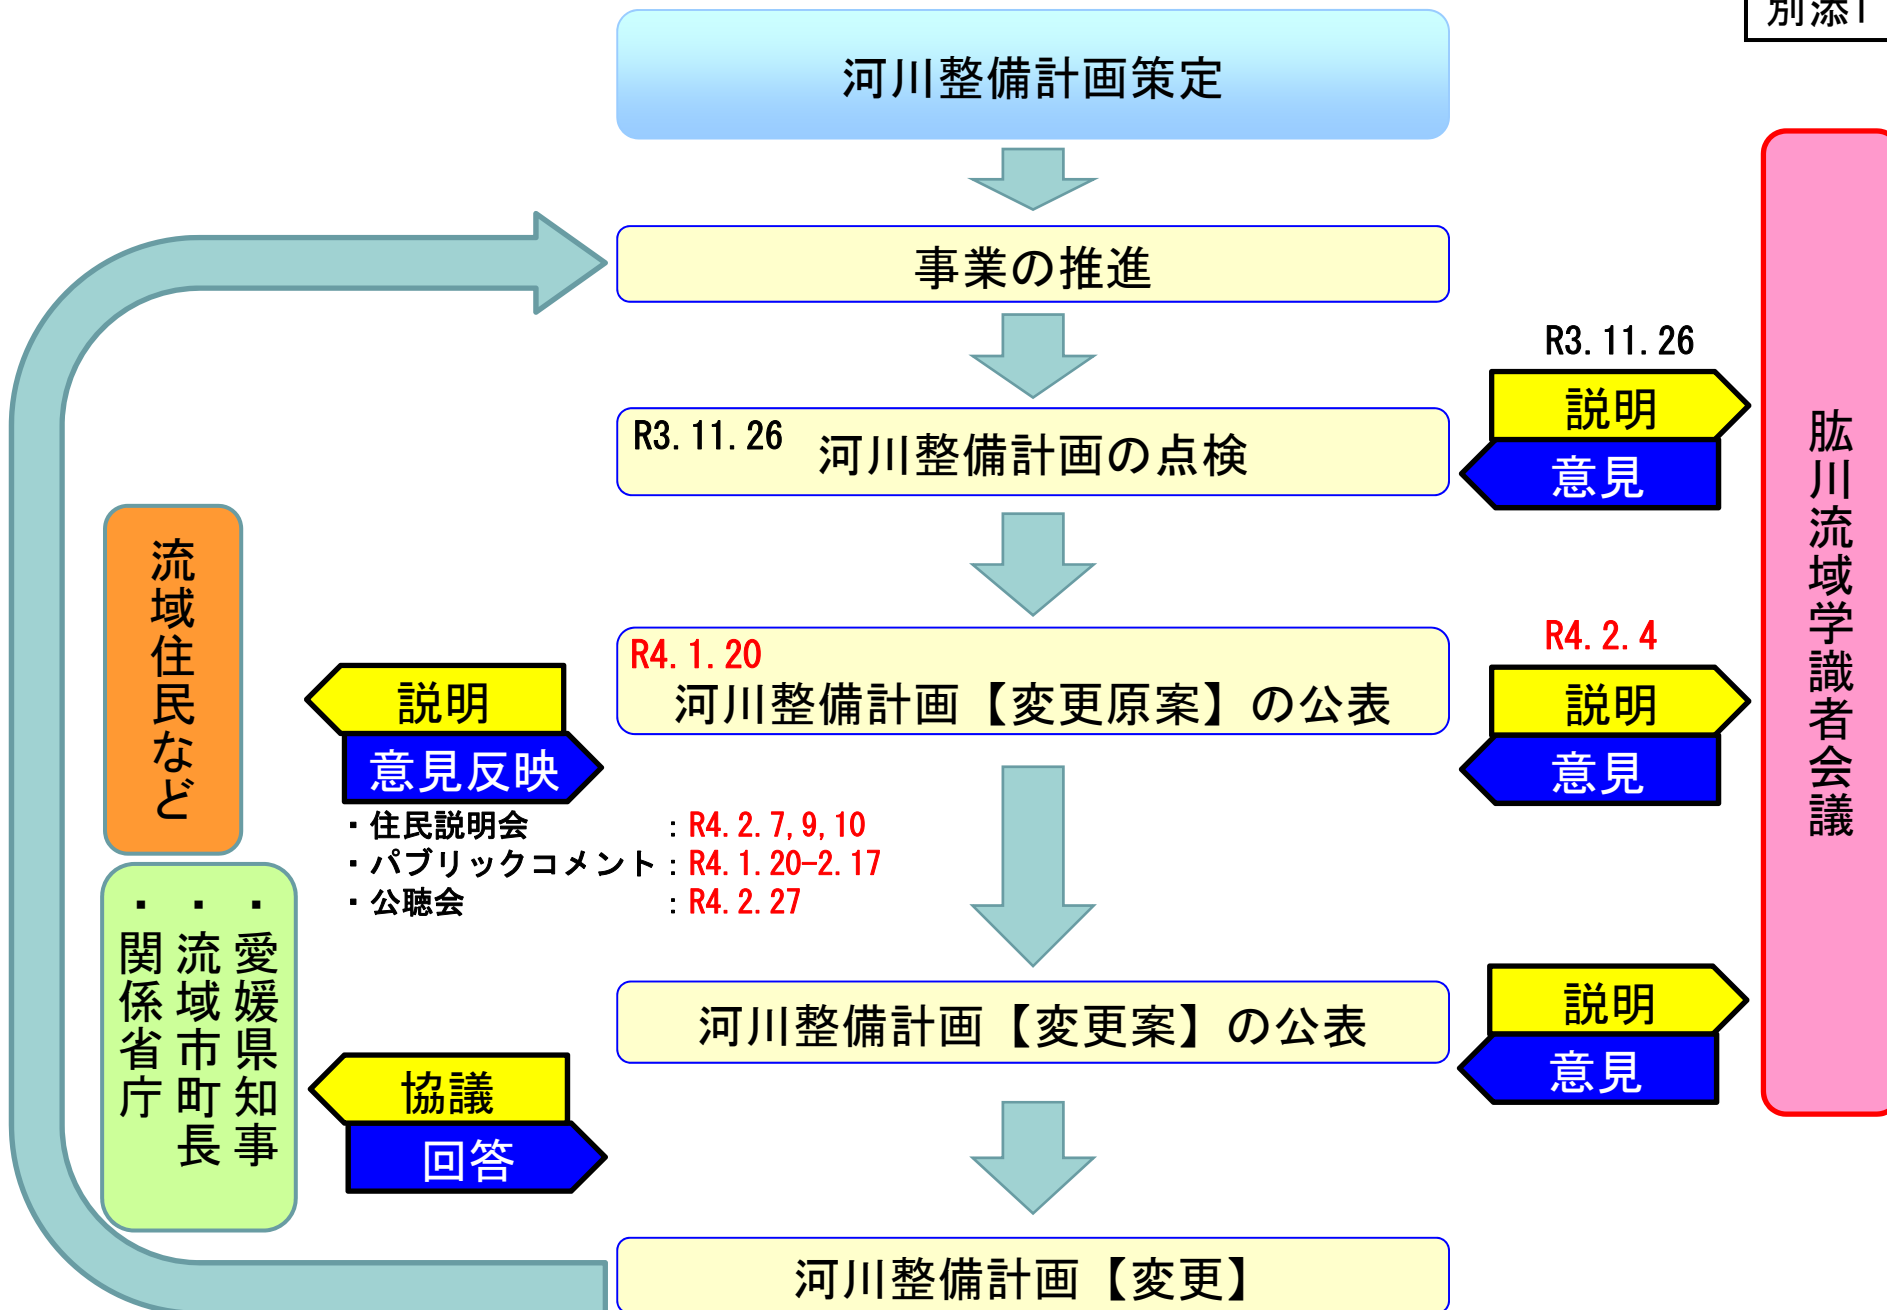 別添1
河川整備計画策定
事業の推進
R3.11.26
説明
意見
R3.11.26 河川整備計画の点検
肱川流域学識者会議
流域住民など
R4.1.20
河川整備計画【変更原案】の公表
R4.2.4
説明
意見
説明
意見反映
・住民説明会 : R4.2.7,9,10
・パブリックコメント : R4.1.20-2.17
・公聴会 : R4.2.27
・愛媛県知事
・流域市町長
・関係省庁
河川整備計画【変更案】の公表
説明
意見
協議
回答
河川整備計画【変更】